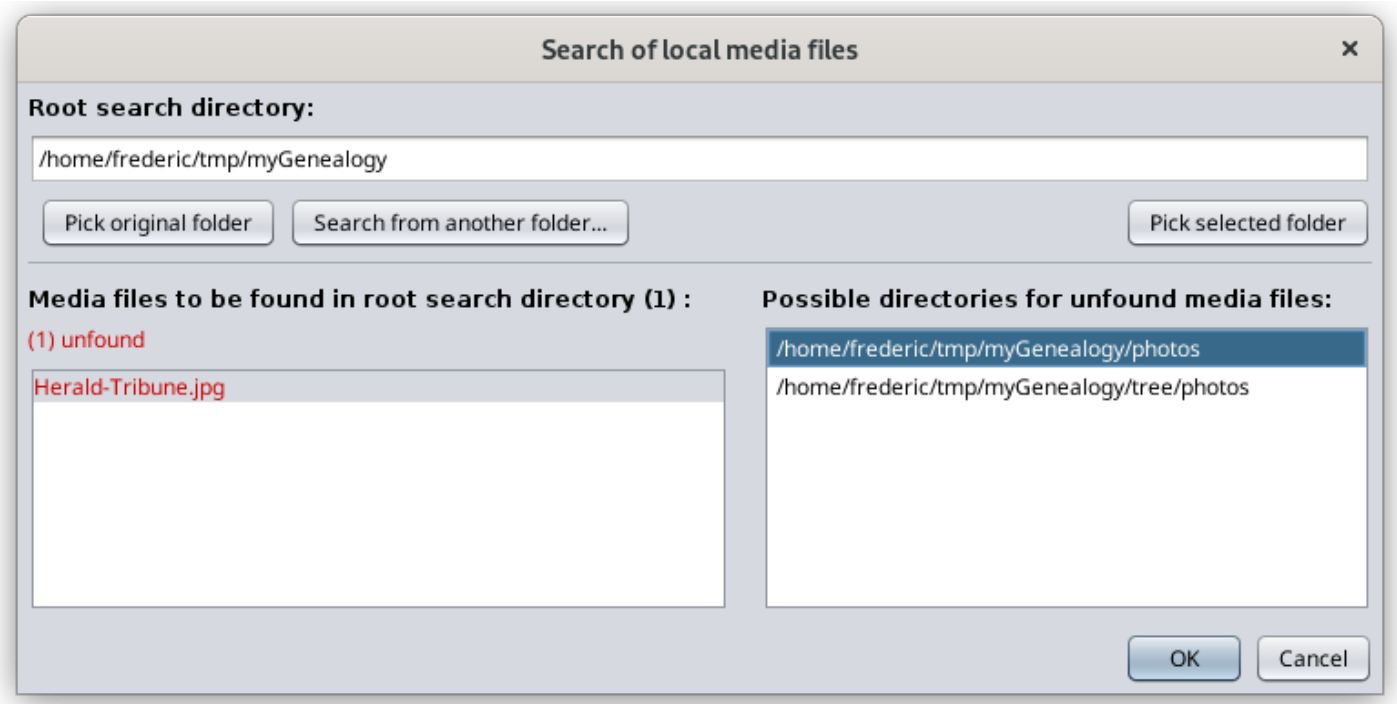 Search of local media files
×
Root search directory:
/home/frederic/tmp/myGenealogy
Pick original folder
Search from another folder...
Pick selected folder
Media files to be found in root search directory (1) :
(1) unfound
Herald-Tribune.jpg
Possible directories for unfound media files:
/home/frederic/tmp/myGenealogy/photos
/home/frederic/tmp/myGenealogy/tree/photos
OK
Cancel